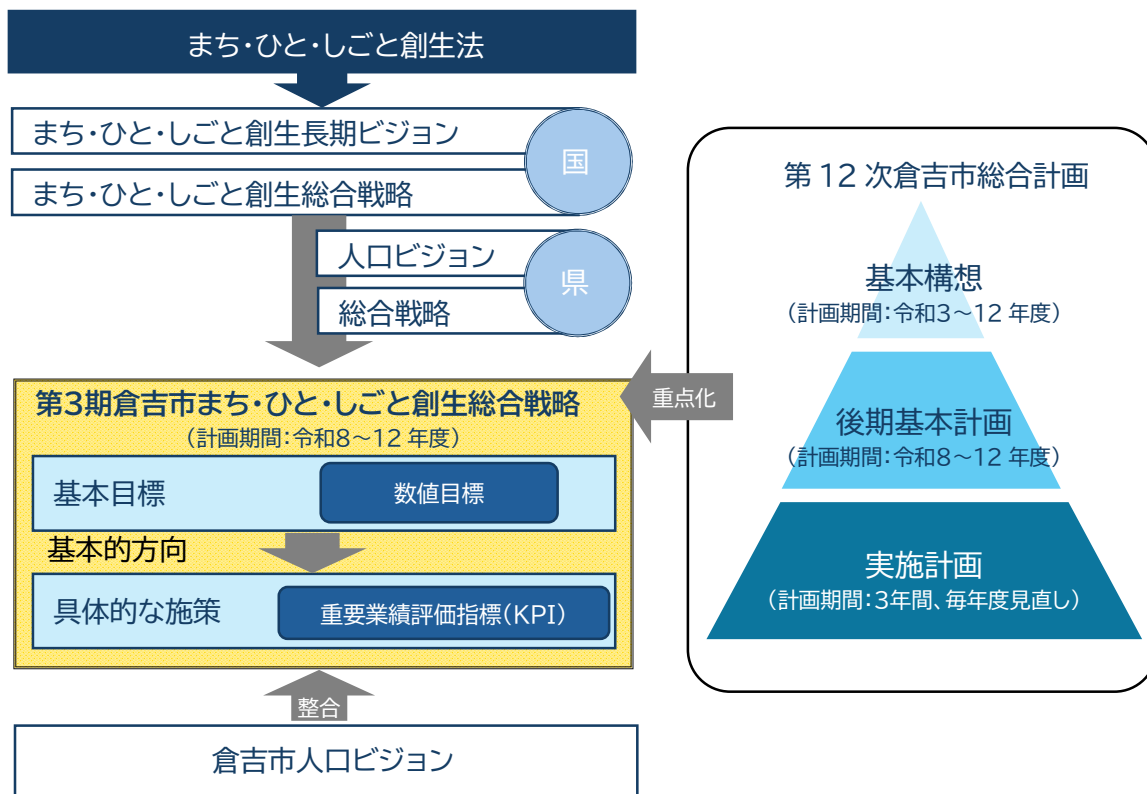 まち・ひと・しごと創生法
まち・ひと・しごと創生長期ビジョン
まち・ひと・しごと創生総合戦略
国
人口ビジョン
総合戦略
県
第3期倉吉市まち・ひと・しごと創生総合戦略
（計画期間：令和8～12年度）
基本目標
数値目標
基本的方向
具体的な施策
重要業績評価指標（KPI）
整合
倉吉市人口ビジョン
重点化
第12次倉吉市総合計画
基本構想
（計画期間：令和3～12年度）
後期基本計画
（計画期間：令和8～12年度）
実施計画
（計画期間：3年間、毎年度見直し）